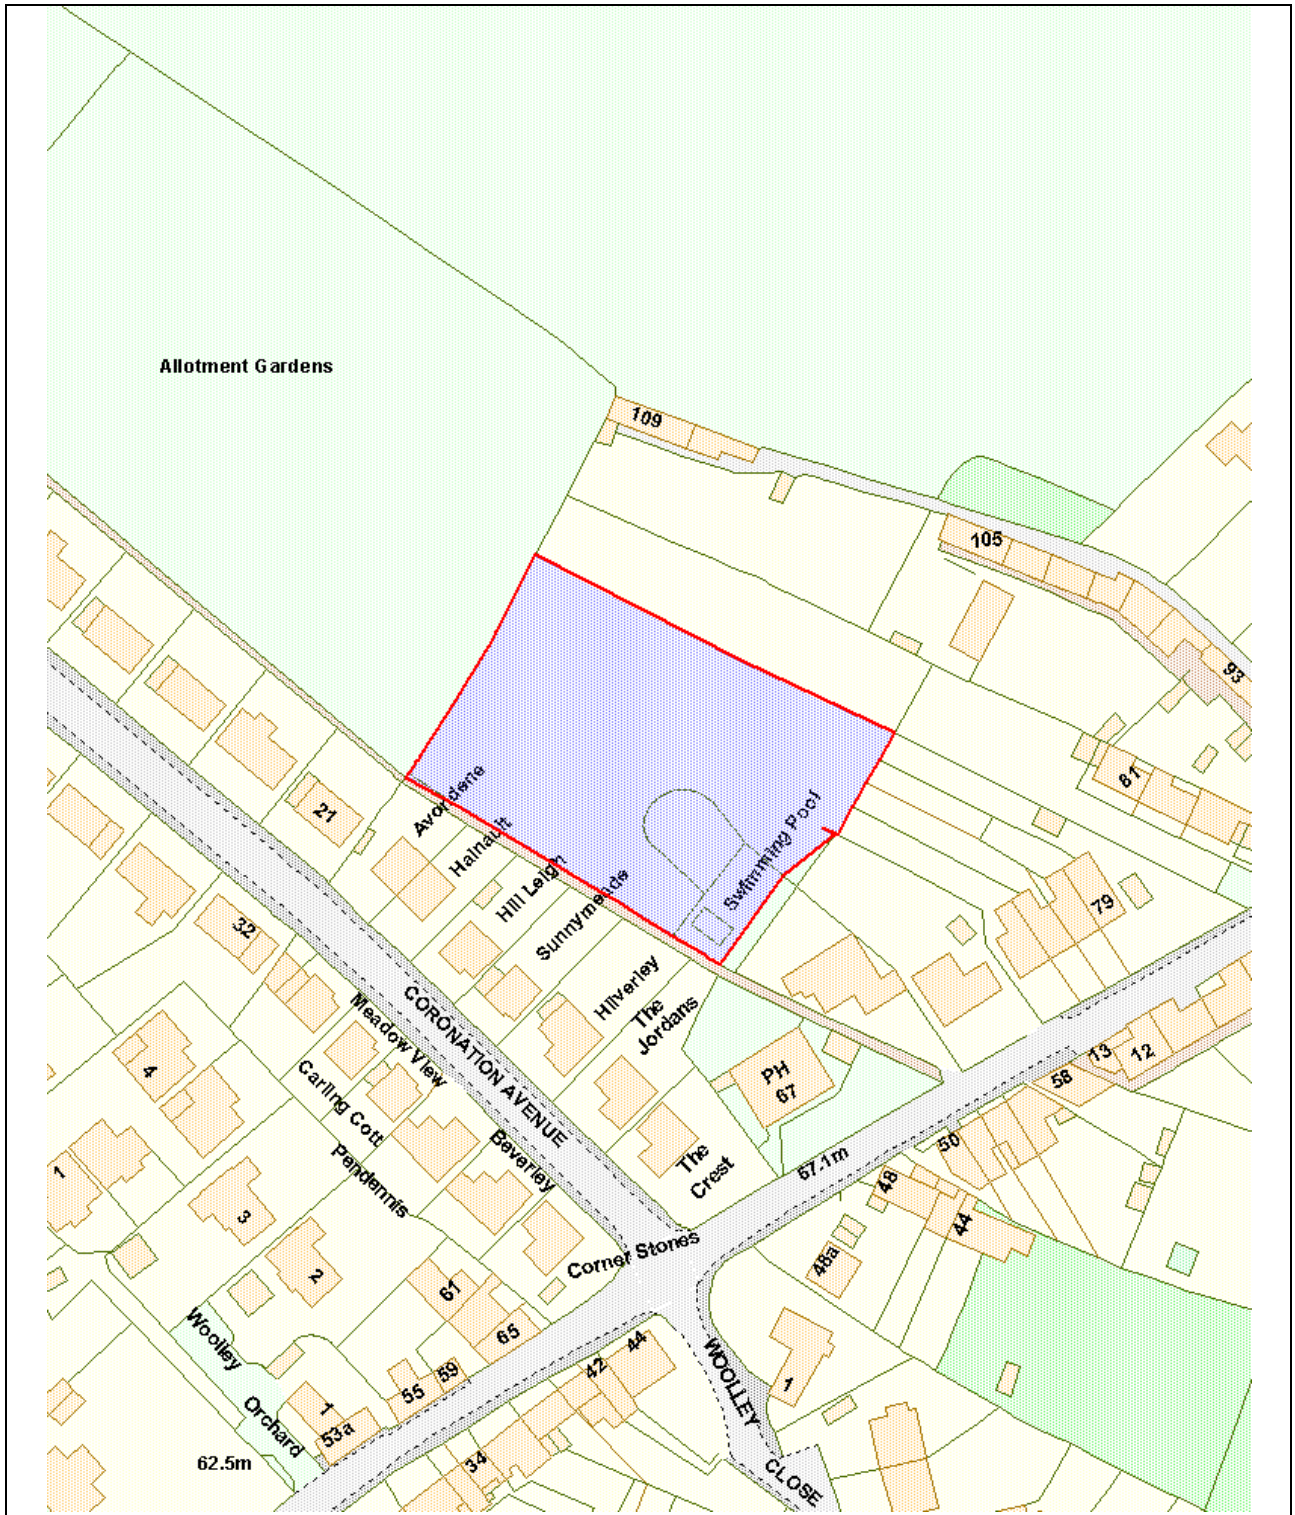 Allotment Gardens
109
105
93
81
21
Avondene
Hainault
Hill Leigh
Sunnymende
Swimming Pool
79
32
Hilverley
The
Jordans
CORONATION AVENUE
Meadow View
Carling Cott
Pendennis
Beverley
4
PH
67
13
12
58
50
The
Crest
67.1m
48
44
48a
1
3
2
Corner Stones
61
65
Woolley
Orchard
59
55
1
53a
42
44
34
WOOLLEY
CLOSE
1
62.5m